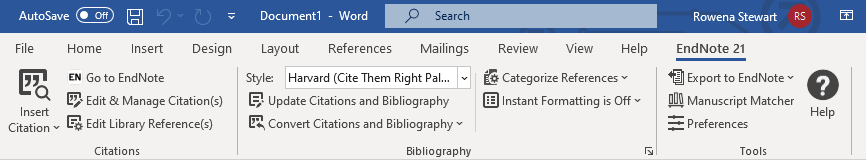 AutoSave Off Document1 - Word Search Rowena Stewart RS
File Home Insert Design Layout References Mailings Review View Help EndNote 21
Insert Citation
EN Go to EndNote
Edit & Manage Citation(s)
Edit Library Reference(s)
Citations
Style: Harvard (Cite Them Right Pal...
Update Citations and Bibliography
Convert Citations and Bibliography
Categorize References
Instant Formatting is Off
Bibliography
Export to EndNote
Manuscript Matcher
Preferences
Help
Tools